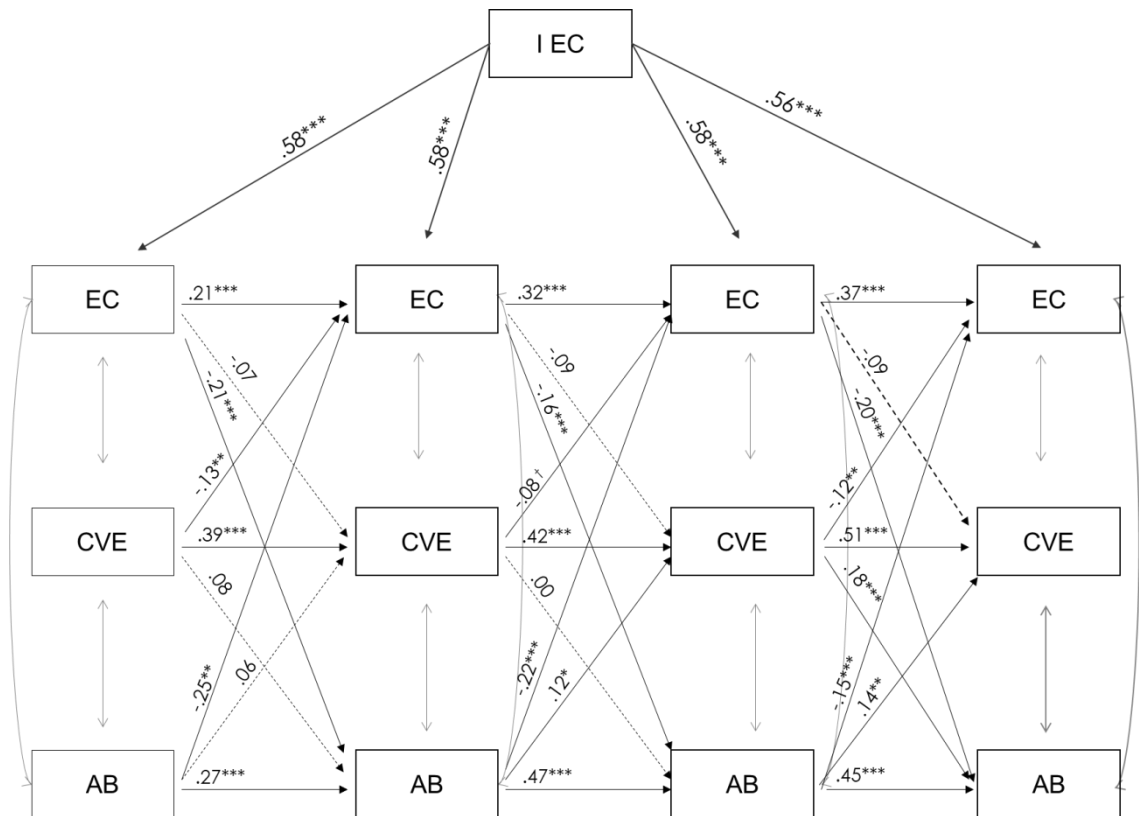 I EC
.58***
.58***
.58***
.56***
EC
.21***
EC
.32***
EC
.37***
EC
-.07
-.21***
-.13**
-.09
-.16***
-.08†
-.09
-.20***
-.12**
CVE
.39***
CVE
.42***
CVE
.51***
CVE
.08
.00
.18***
-.25**
.06
-.22***
.12*
-.15***
.14**
AB
.27***
AB
.47***
AB
.45***
AB